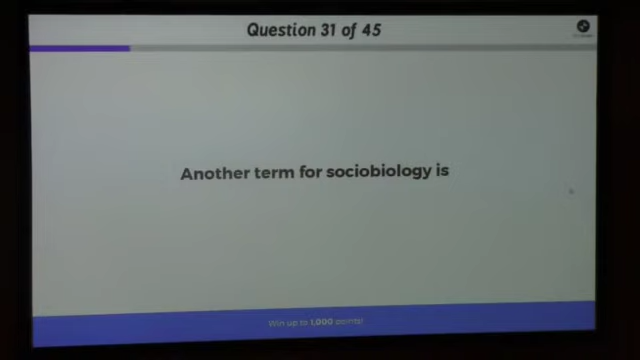 Question 31 of 45
Another term for sociobiology is
Win up to 1,000 points!